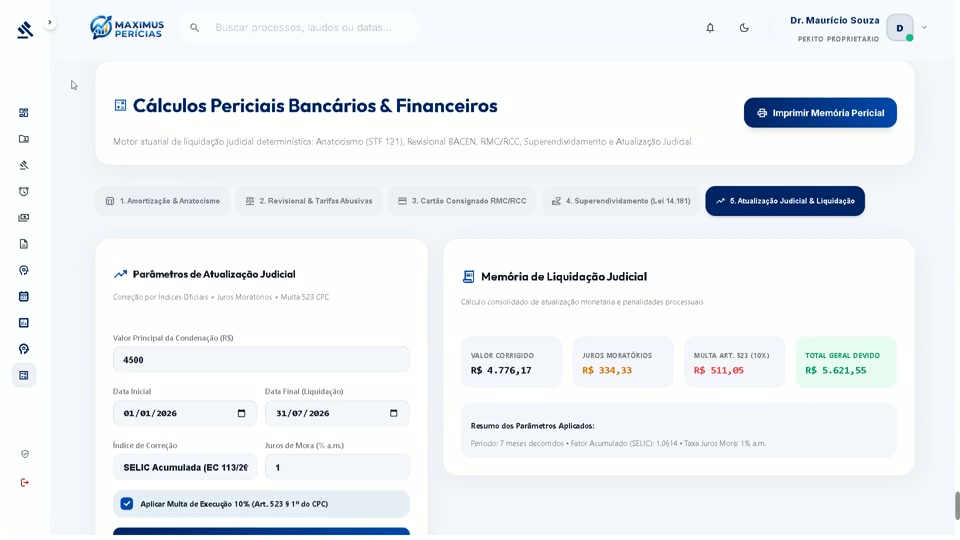 MAXIMUS
PERÍCIAS
Buscar processos, laudos ou datas...
Dr. Maurício Souza
PERITO PROPRIETARIO
D
Cálculos Periciais Bancários & Financeiros
Imprimir Memória Pericial
Motor atuarial de liquidação judicial determinística: Anatocismo (STF 121), Revisional BACEN, RMC/RCC, Superendividamento e Atualização Judicial.
1. Amortização & Anatocismo
2. Revisional & Tarifas Abusivas
3. Cartão Consignado RMC/RCC
4. Superendividamento (Lei 14.181)
5. Atualização Judicial & Liquidação
Parâmetros de Atualização Judicial
Correção por Índices Oficiais + Juros Moratórios + Multa 523 CPC
Valor Principal da Condenação (R$)
4500
Data Inicial
Data Final (Liquidação)
01/01/2026
31/07/2026
Índice de Correção
Juros de Mora (% a.m.)
SELIC Acumulada (EC 113/20
1
Aplicar Multa de Execução 10% (Art. 523 § 1º do CPC)
Memória de Liquidação Judicial
Cálculo consolidado de atualização monetária e penalidades processuais
VALOR CORRIGIDO
R$ 4.776,17
JUROS MORATÓRIOS
R$ 334,33
MULTA ART. 523 (10%)
R$ 511,05
TOTAL GERAL DEVIDO
R$ 5.621,55
Resumo dos Parâmetros Aplicados:
Período: 7 meses decorridos • Fator Acumulado (SELIC): 1.0614 • Taxa Juros Mora: 1% a.m.